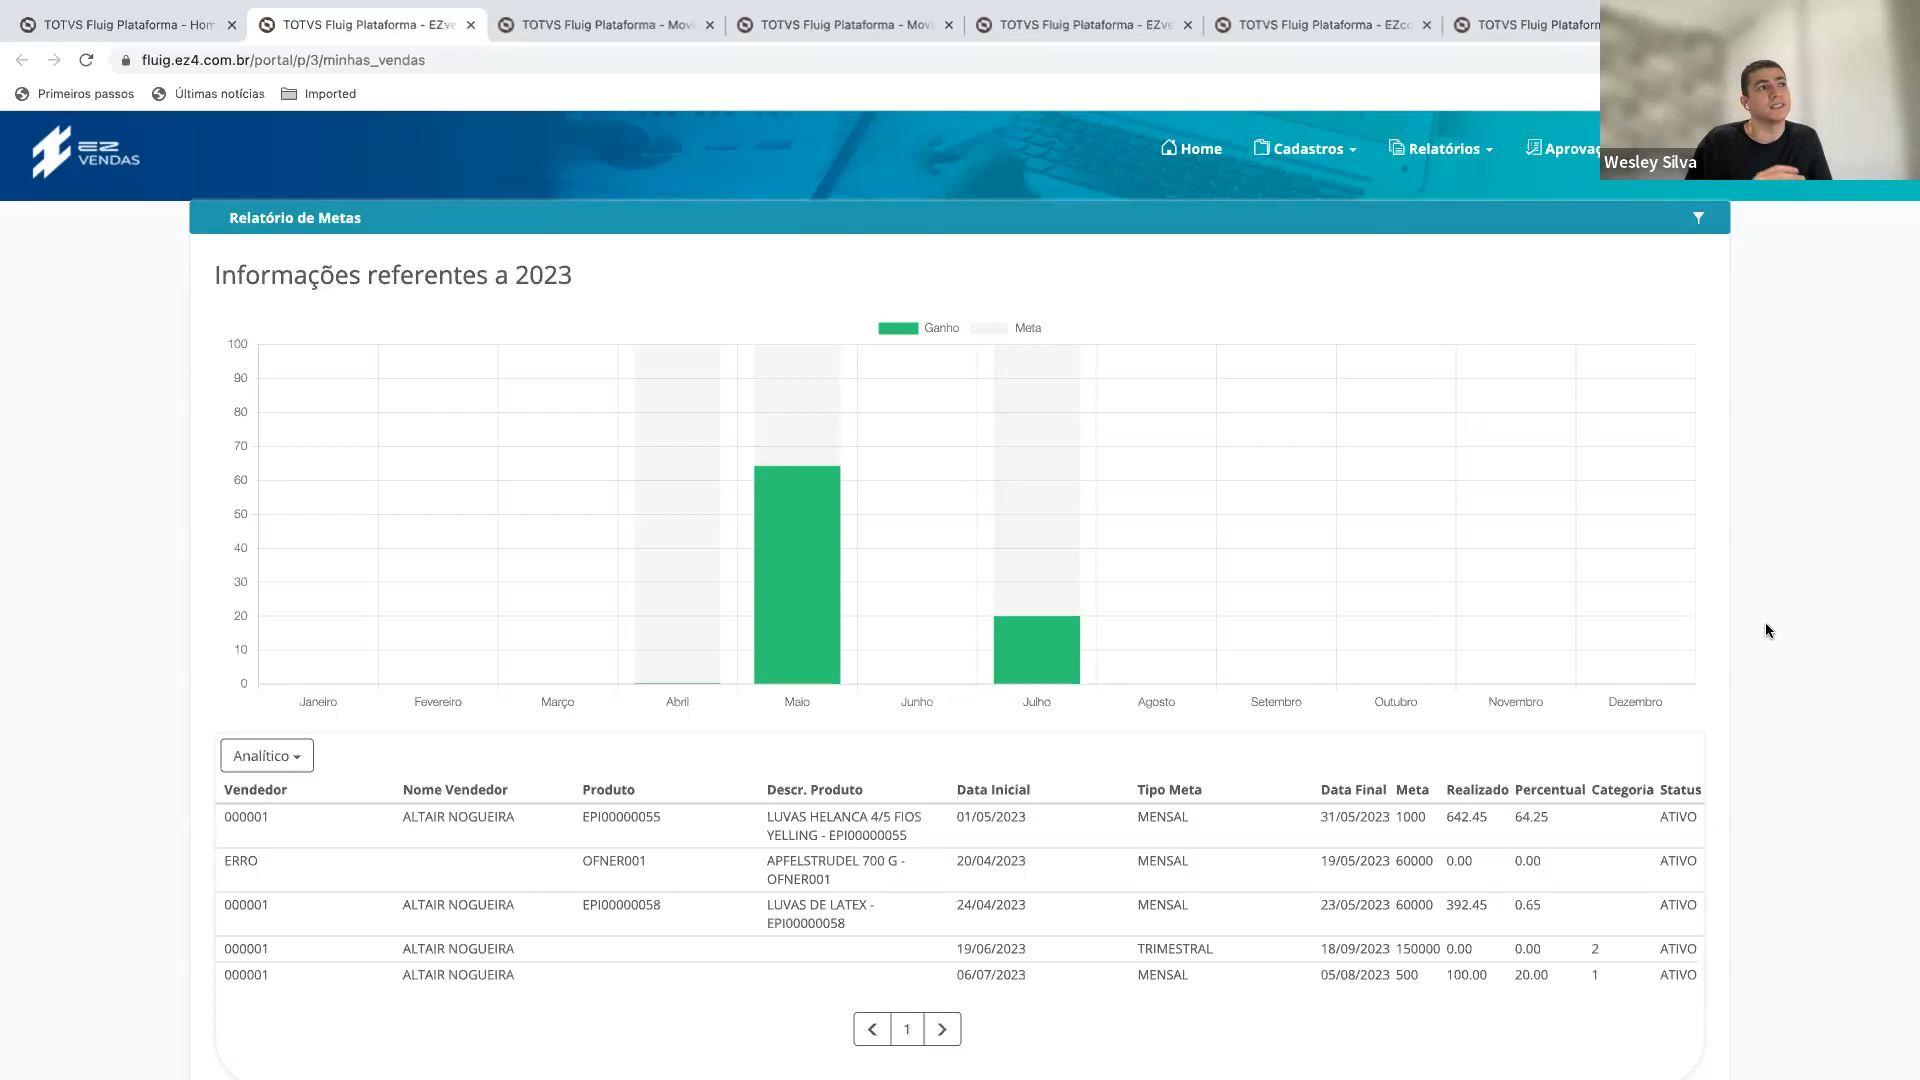 TOTVS Fluig Plataforma - Hom
TOTVS Fluig Plataforma - EZve
TOTVS Fluig Plataforma - Movi
TOTVS Fluig Plataforma - Movi
TOTVS Fluig Plataforma - EZve
TOTVS Fluig Plataforma - EZco
TOTVS Fluig Plataform
fluig.ez4.com.br/portal/p/3/minhas_vendas
Primeiros passos
Últimas notícias
Imported
EZ
VENDAS
Home
Cadastros
Relatórios
Aprovaç
Wesley Silva
Relatório de Metas
Informações referentes a 2023
Ganho
Meta
100
90
80
70
60
50
40
30
20
10
0
Janeiro Fevereiro Março Abril Maio Junho Julho Agosto Setembro Outubro Novembro Dezembro
Analítico
Vendedor Nome Vendedor Produto Descr. Produto Data Inicial Tipo Meta Data Final Meta Realizado Percentual Categoria Status
000001 ALTAIR NOGUEIRA EPI00000055 LUVAS HELANCA 4/5 FIOS 01/05/2023 MENSAL 31/05/2023 1000 642.45 64.25 ATIVO
YELLING - EPI00000055
ERRO OFNER001 APFELSTRUDEL 700 G - 20/04/2023 MENSAL 19/05/2023 60000 0.00 0.00 ATIVO
OFNER001
000001 ALTAIR NOGUEIRA EPI00000058 LUVAS DE LATEX - 24/04/2023 MENSAL 23/05/2023 60000 392.45 0.65 ATIVO
EPI00000058
000001 ALTAIR NOGUEIRA 19/06/2023 TRIMESTRAL 18/09/2023 150000 0.00 0.00 2 ATIVO
000001 ALTAIR NOGUEIRA 06/07/2023 MENSAL 05/08/2023 500 100.00 20.00 1 ATIVO
1